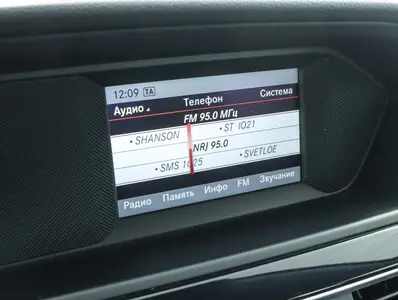 12:09 TA
Аудио Телефон Система
FM 95.0 МГц
• SHANSON • ST IO21
NRJ 95.0
• SMS 1025 • SVETLOE
Радио Память Инфо FM Звучание